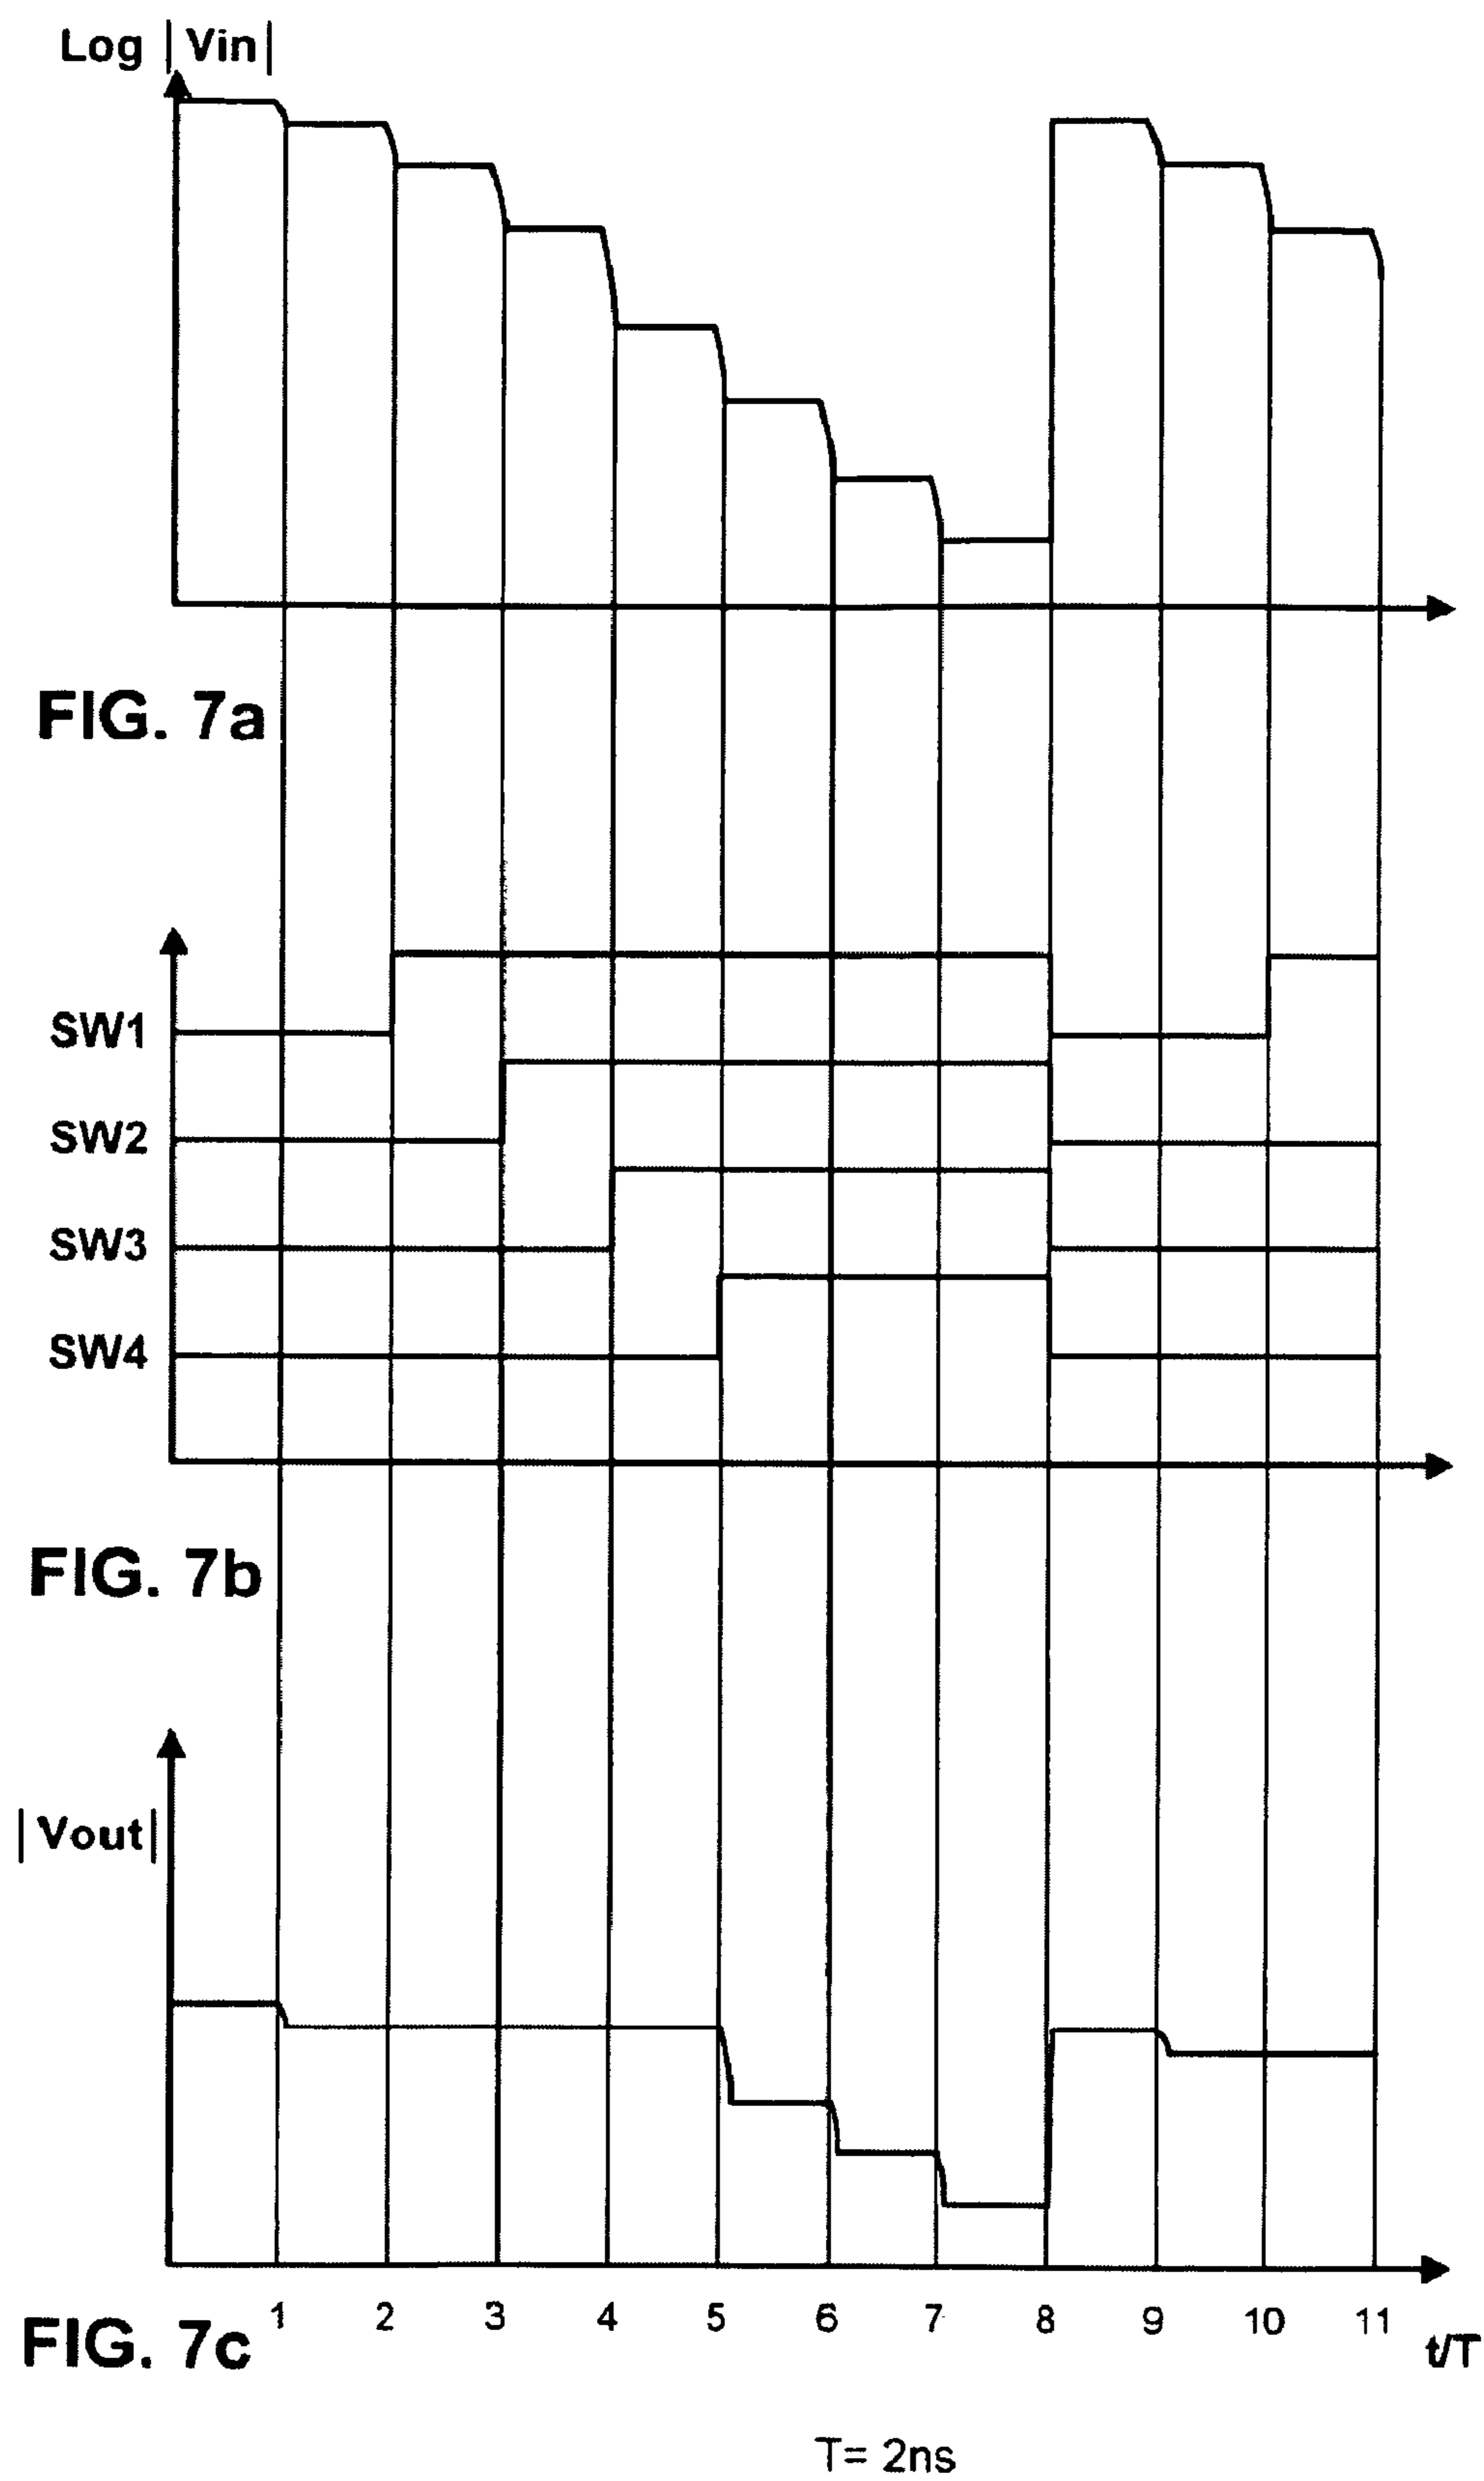 Log |Vin|
FIG. 7a
SW1
SW2
SW3
SW4
FIG. 7b
|Vout|
1 2 3 4 5 6 7 8 9 10 11
t/T
FIG. 7c
T= 2ns